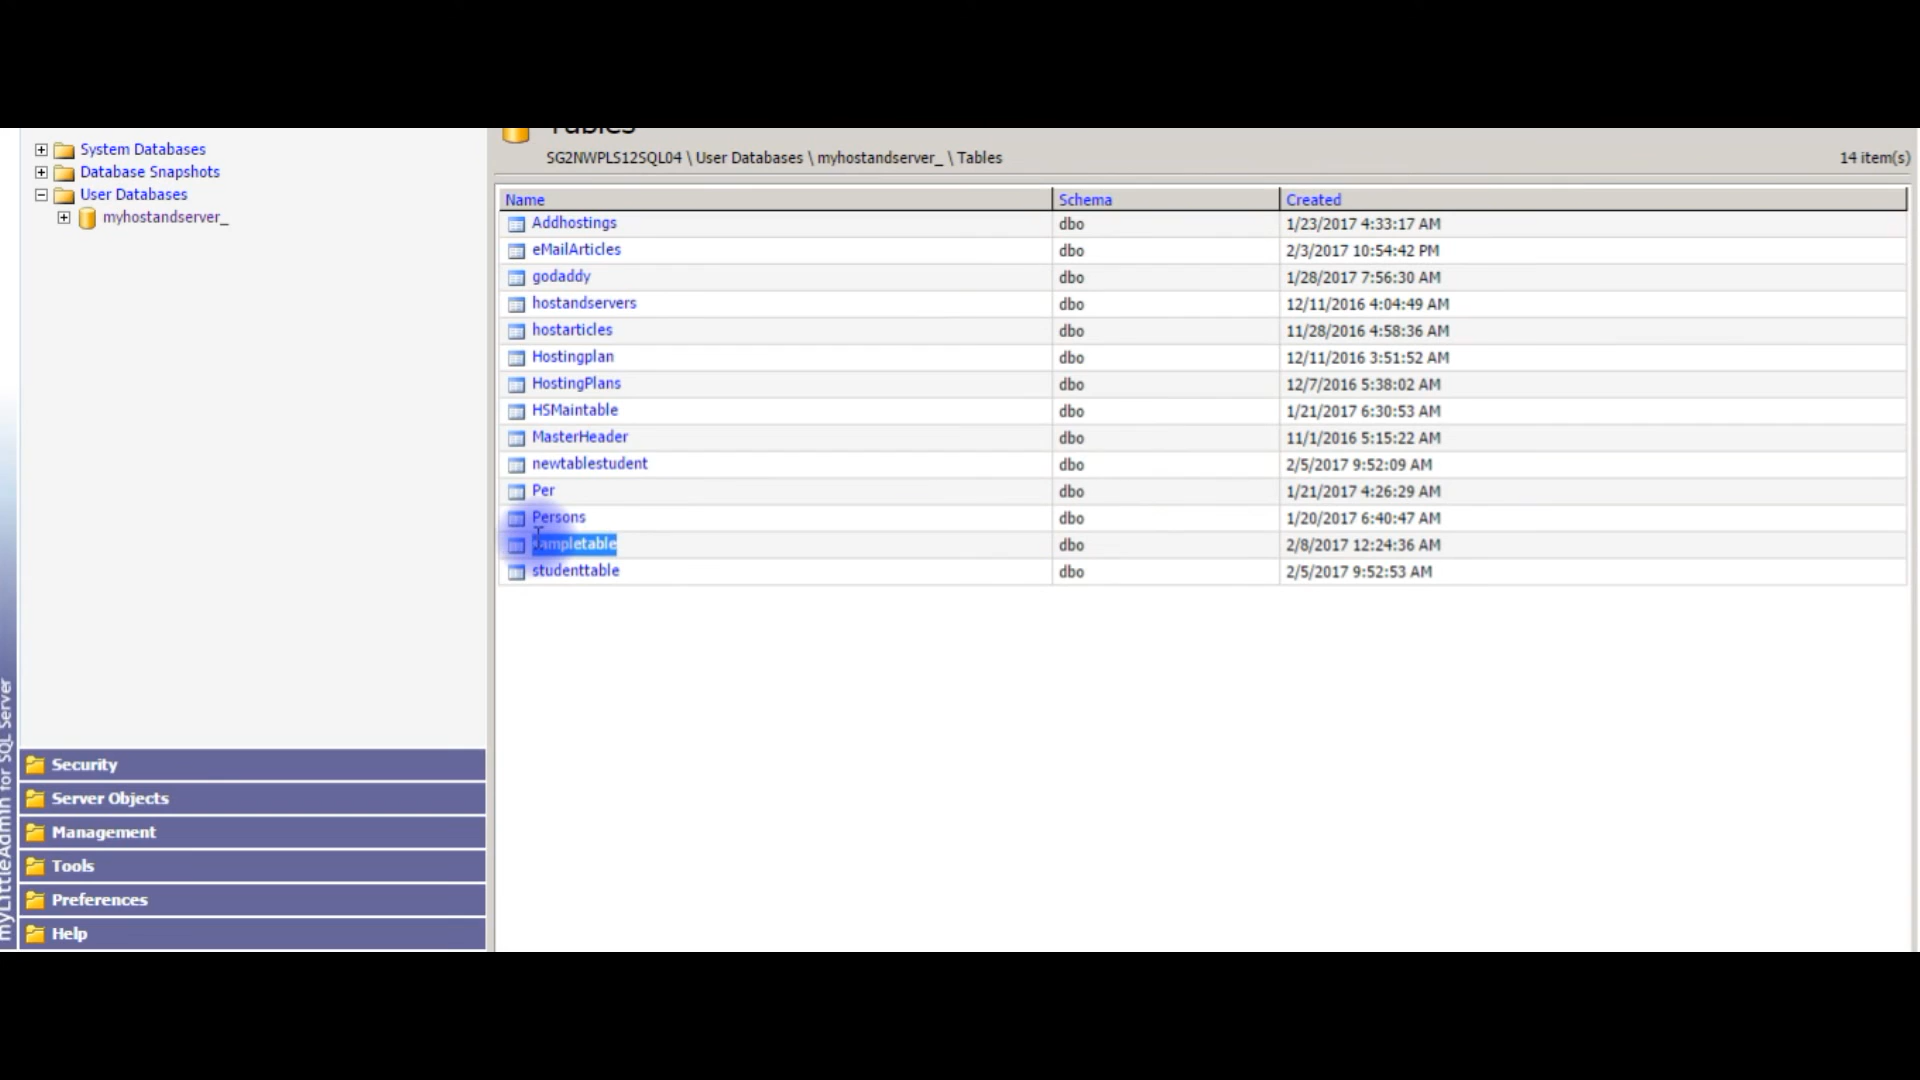 Tables
SG2NWPLS12SQL04 \ User Databases \ myhostandserver_ \ Tables
14 item(s)
System Databases
Database Snapshots
User Databases
myhostandserver_
Name Schema Created
Addhostings dbo 1/23/2017 4:33:17 AM
eMailArticles dbo 2/3/2017 10:54:42 PM
godaddy dbo 1/28/2017 7:56:30 AM
hostandservers dbo 12/11/2016 4:04:49 AM
hostarticles dbo 11/28/2016 4:58:36 AM
Hostingplan dbo 12/11/2016 3:51:52 AM
HostingPlans dbo 12/7/2016 5:38:02 AM
HSMaintable dbo 1/21/2017 6:30:53 AM
MasterHeader dbo 11/1/2016 5:15:22 AM
newtablestudent dbo 2/5/2017 9:52:09 AM
Per dbo 1/21/2017 4:26:29 AM
Persons dbo 1/20/2017 6:40:47 AM
sampletable dbo 2/8/2017 12:24:36 AM
studenttable dbo 2/5/2017 9:52:53 AM
Security
Server Objects
Management
Tools
Preferences
Help
myLittleAdmin for SQL Server